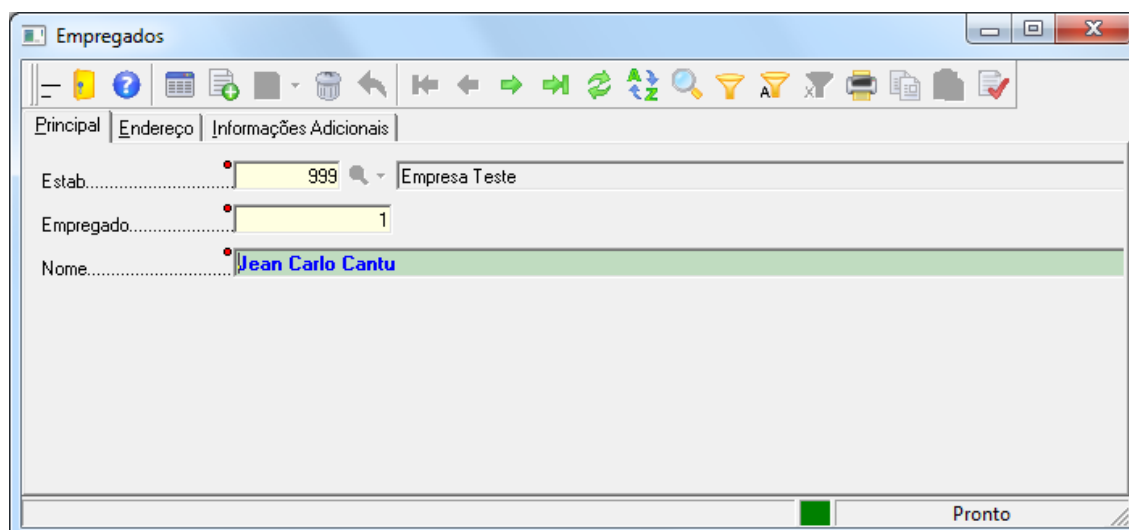 Empregados
Principal Endereço Informações Adicionais
Estab............................ 999 Empresa Teste
Empregado.................... 1
Nome........................... Jean Carlo Cantu
Pronto